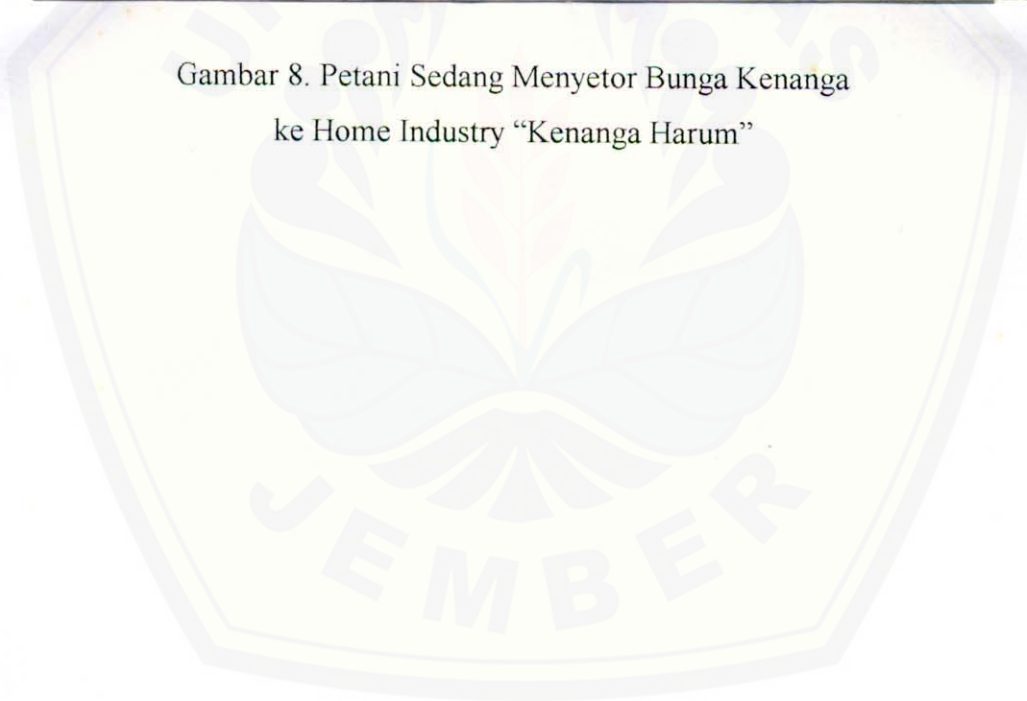 Gambar 8. Petani Sedang Menyetor Bunga Kenanga
ke Home Industry “Kenanga Harum”
JEMBER